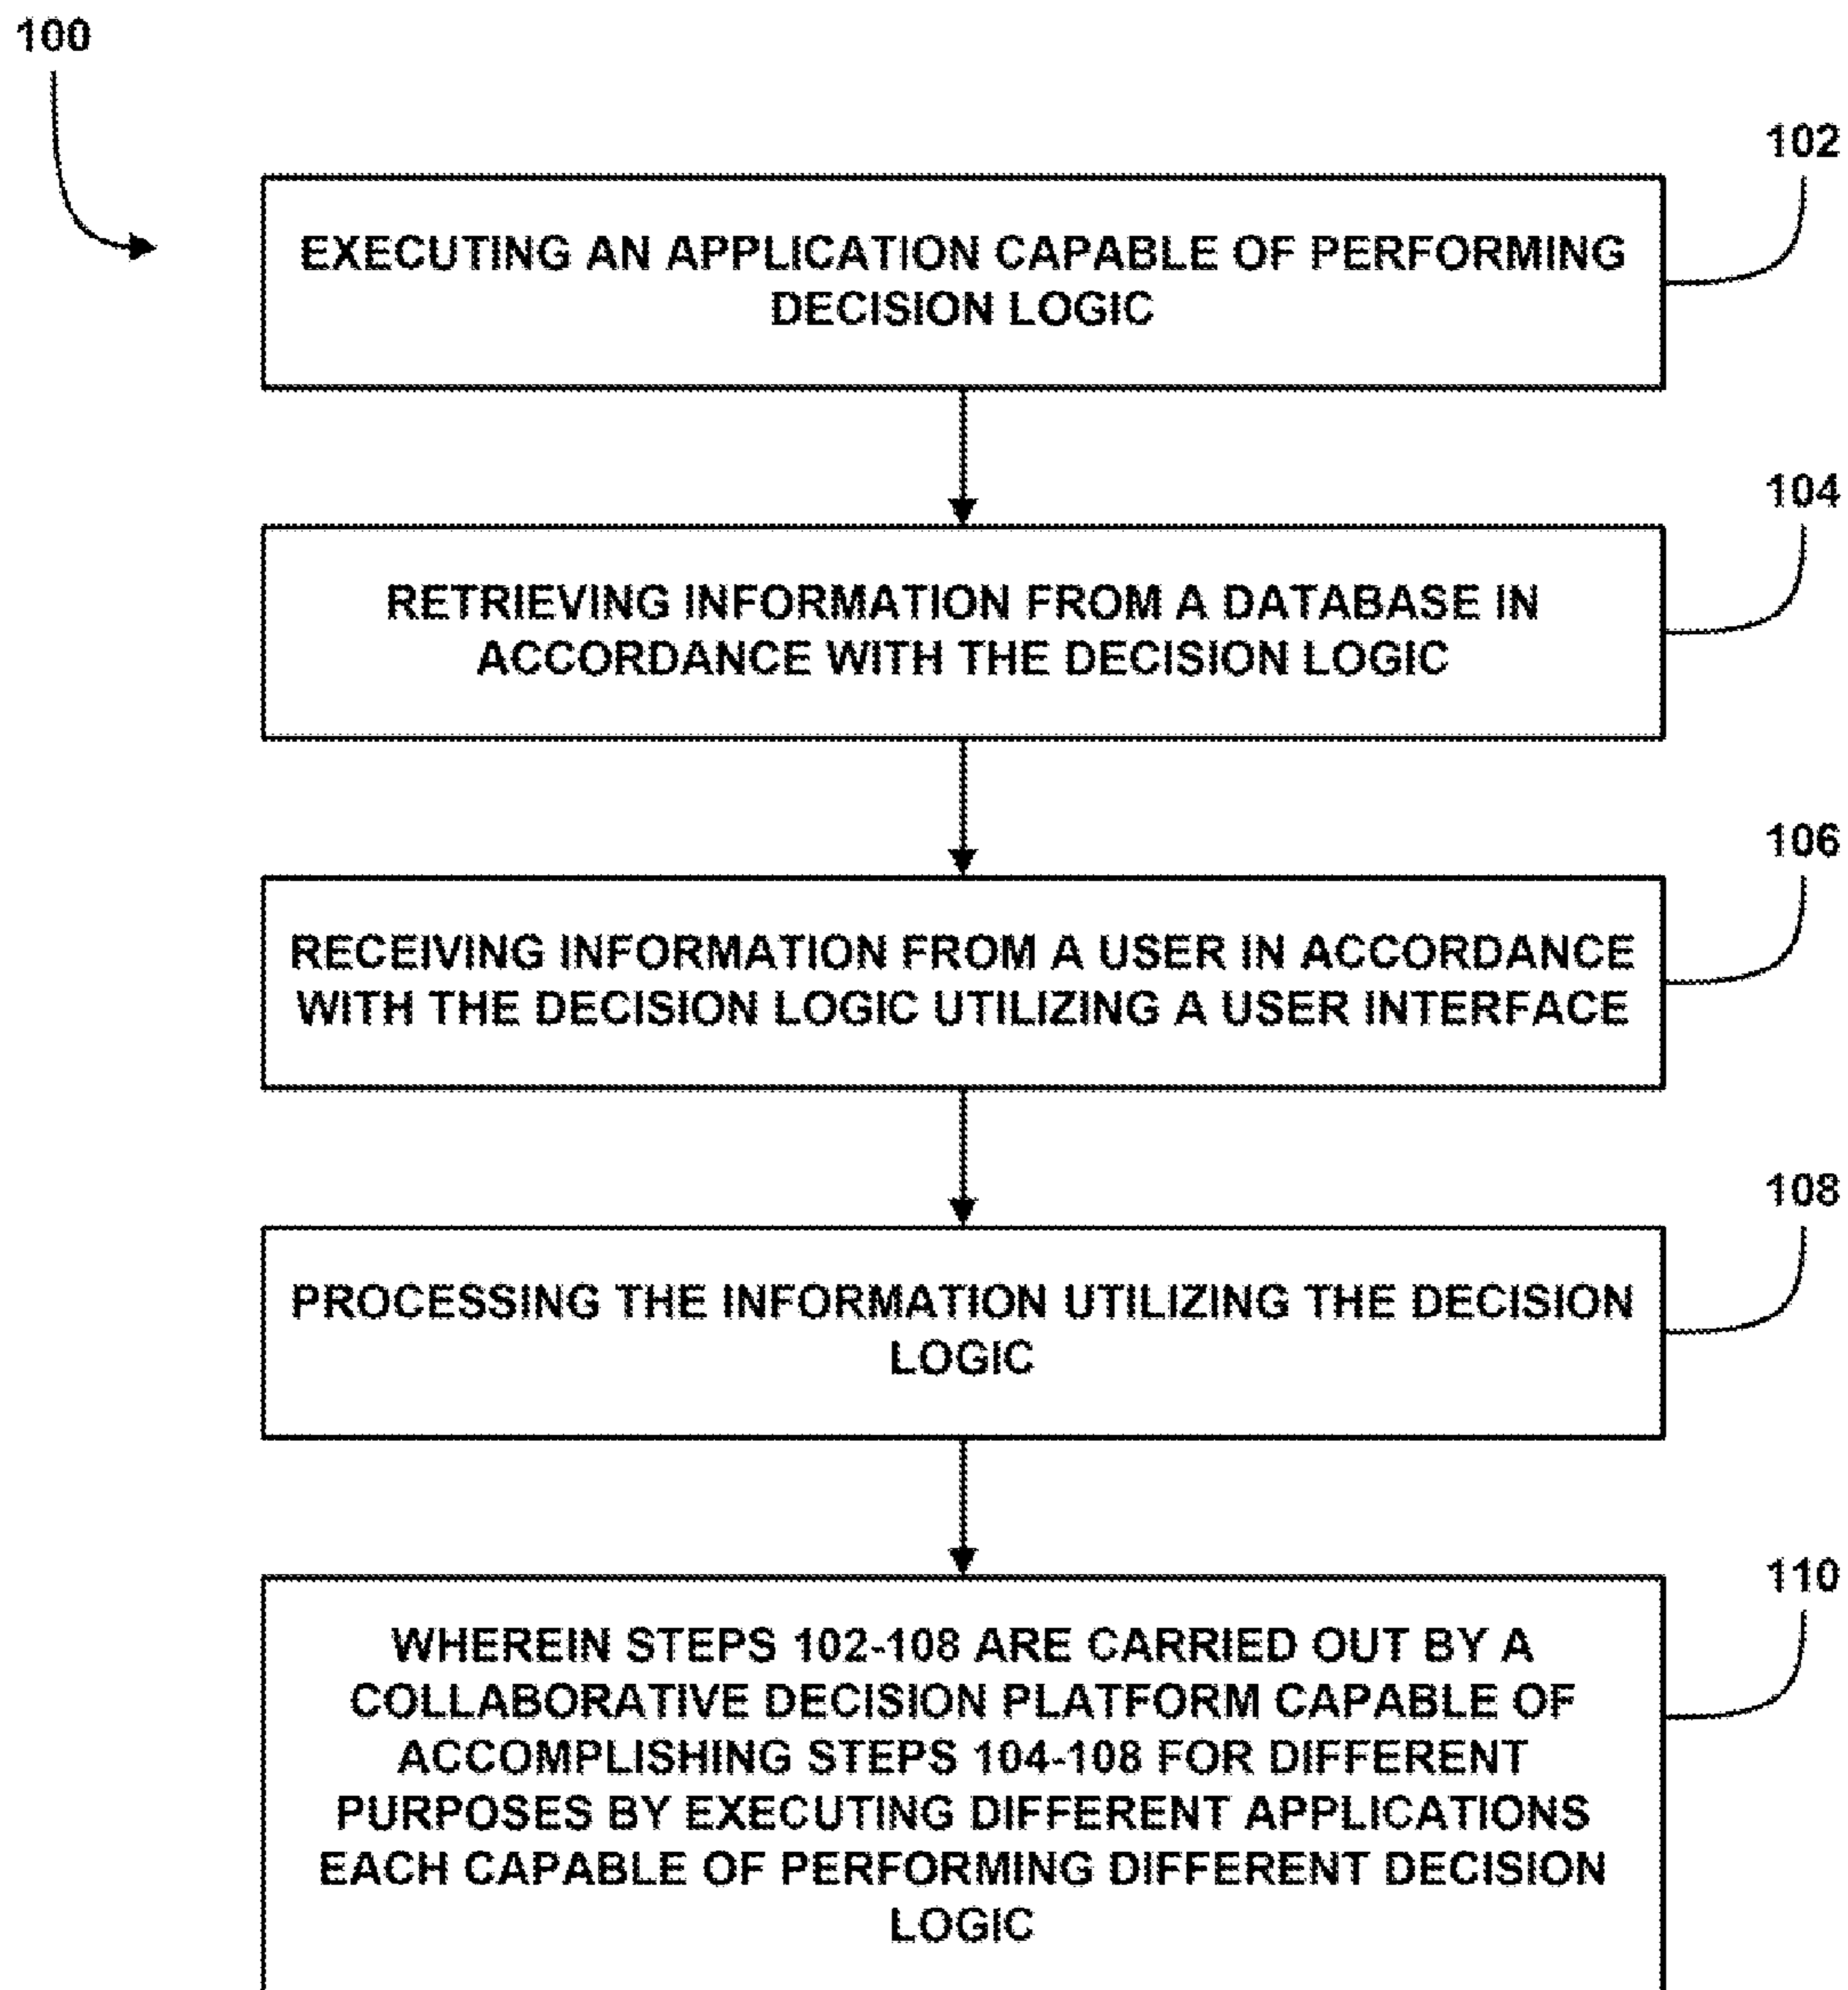 100
102
EXECUTING AN APPLICATION CAPABLE OF PERFORMING
DECISION LOGIC
104
RETRIEVING INFORMATION FROM A DATABASE IN
ACCORDANCE WITH THE DECISION LOGIC
106
RECEIVING INFORMATION FROM A USER IN ACCORDANCE
WITH THE DECISION LOGIC UTILIZING A USER INTERFACE
108
PROCESSING THE INFORMATION UTILIZING THE DECISION
LOGIC
110
WHEREIN STEPS 102-108 ARE CARRIED OUT BY A
COLLABORATIVE DECISION PLATFORM CAPABLE OF
ACCOMPLISHING STEPS 104-108 FOR DIFFERENT
PURPOSES BY EXECUTING DIFFERENT APPLICATIONS
EACH CAPABLE OF PERFORMING DIFFERENT DECISION
LOGIC